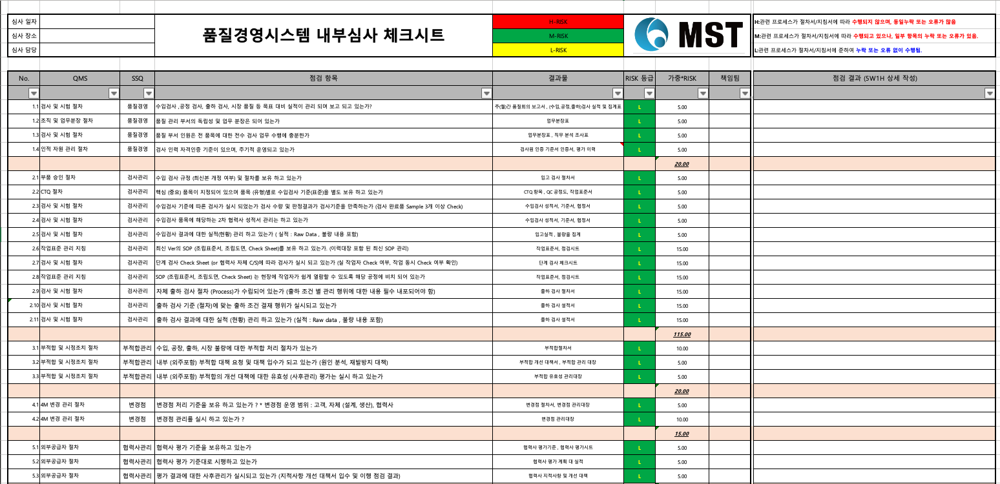 심사 일자
심사 장소
심사 담당
품질경영시스템 내부심사 체크시트
H-RISK
M-RISK
L-RISK
MST
H:관련 프로세스가 절차서/지침서에 따라 수행되지 않으며, 동일누락 또는 오류가 많음
M:관련 프로세스가 절차서/지침서에 따라 수행되고 있으나, 일부 항목의 누락 또는 오류가 있음.
L:관련 프로세스가 절차서/지침서에 준하여 누락 또는 오류 없이 수행됨.
No. QMS SSQ 점검 항목 결과물 RISK 등급 가중*RISK 책임팀 점검 결과 (5W1H 상세 작성)
1.1 검사 및 시험 절차 품질경영 수입검사 ,공정 검사, 출하 검사, 시장 품질 등 목표 대비 실적이 관리 되며 보고 되고 있는가? 주(월)간 품질회의 보고서 , (수입,공정,출하)검사 실적 및 집계표 L 5.00
1.2 조직 및 업무분장 절차 품질경영 품질 관리 부서의 독립성 및 업무 분장은 되어 있는가 업무분장표 L 5.00
1.3 검사 및 시험 절차 품질경영 품질 부서 인원은 전 품목에 대한 전수 검사 업무 수행에 충분한가 업무분장표 , 직무 분석 조사표 L 5.00
1.4 인적 자원 관리 절차 품질경영 검사 인력 자격인증 기준이 있으며, 주기적 운영되고 있는가 검사원 인증 기준서 인증서, 평가 이력 L 5.00
20.00
2.1 부품 승인 절차 검사관리 수입 검사 규정 (최신본 개정 여부) 및 절차를 보유 하고 있는가 입고 검사 절차서 L 5.00
2.2 CTQ 절차 검사관리 핵심 (중요) 품목이 지정되어 있으며 품목 (유형)별로 수입검사 기준(표준)을 별도 보유 하고 있는가 CTQ 항목 , QC 공정도, 작업표준서 L 5.00
2.3 검사 및 시험 절차 검사관리 수입검사 기준에 따른 검사가 실시 되었는가 검사 수량 및 판정결과가 검사기준을 만족하는가 (검사 완료품 Sample 3개 이상 Check) 수입검사 성적서, 기준서, 협정서 L 5.00
2.4 검사 및 시험 절차 검사관리 수입검사 품목에 해당하는 2차 협력사 성적서 관리는 하고 있는가 수입검사 성적서, 기준서, 협정서 L 5.00
2.5 검사 및 시험 절차 검사관리 수입검사 결과에 대한 실적(현황) 관리 하고 있는가 ( 실적 : Raw Data , 불량 내용 포함) 입고실적 , 불량율 집계 L 5.00
2.6 작업표준 관리 지침 검사관리 최신 Ver의 SOP (조립표준서, 조립도면, Check Sheet)를 보유 하고 있는가. (이력대장 포함 된 최신 SOP 관리) 작업표준서, 점검시트 L 15.00
2.7 검사 및 시험 절차 검사관리 단계 검사 Check Sheet (or 협력사 자체 C/S)에 따라 검사가 실시 되고 있는가 (실 작업자 Check 여부, 작업 동시 Check 여부 확인) 단계 검사 체크시트 L 15.00
2.8 작업표준 관리 지침 검사관리 SOP (조립표준서, 조립도면, Check Sheet) 는 현장에 작업자가 쉽게 열람할 수 있도록 해당 공정에 비치 되어 있는가 작업표준서, 점검시트 L 15.00
2.9 검사 및 시험 절차 검사관리 자체 출하 검사 절차 (Process)가 수립되어 있는가 (출하 조건 별 관리 행위에 대한 내용 필수 내포되어야 함) 출하 검사 절차서 L 15.00
2.10 검사 및 시험 절차 검사관리 출하 검사 기준 (절차)에 맞는 출하 조건 결재 행위가 실시되고 있는가 출하 검사 성적서 L 15.00
2.11 검사 및 시험 절차 검사관리 출하 검사 결과에 대한 실적 (현황) 관리 하고 있는가 (실적 : Raw data , 불량 내용 포함) 출하 검사 성적서 L 15.00
115.00
3.1 부적합 및 시정조치 절차 부적합관리 수입, 공장, 출하, 시장 불량에 대한 부적합 처리 절차가 있는가 부적합절차서 L 10.00
3.2 부적합 및 시정조치 절차 부적합관리 내부 (외주포함) 부적합 대책 요청 및 대책 입수가 되고 있는가 (원인 분석, 재발방지 대책) 부적합 개선 대책서 , 부적합 관리 대장 L 5.00
3.3 부적합 및 시정조치 절차 부적합관리 내부 (외주포함) 부적합의 개선 대책에 대한 유효성 (사후관리) 평가는 실시 하고 있는가 부적합 유효성 관리대장 L 5.00
20.00
4.1 4M 변경 관리 절차 변경점 변경점 처리 기준을 보유 하고 있는가 ? * 변경점 운영 범위 : 고객, 자체 (설계, 생산), 협력사 변경점 절차서, 변경점 관리대장 L 5.00
4.2 4M 변경 관리 절차 변경점 변경점 관리를 실시 하고 있는가 ? 변경점 관리대장 L 10.00
15.00
5.1 외부공급자 절차 협력사관리 협력사 평가 기준을 보유하고 있는가 협력사 평가기준 , 협력사 평가시트 L 5.00
5.2 외부공급자 절차 협력사관리 협력사 평가 기준대로 시행하고 있는가 협력사 평가 계획 대 실적 L 5.00
5.3 외부공급자 절차 협력사관리 평가 결과에 대한 사후관리가 실시되고 있는가 (지적사항 개선 대책서 입수 및 이행 점검 결과) 협력사 지적사항 및 개선 대책 L 5.00